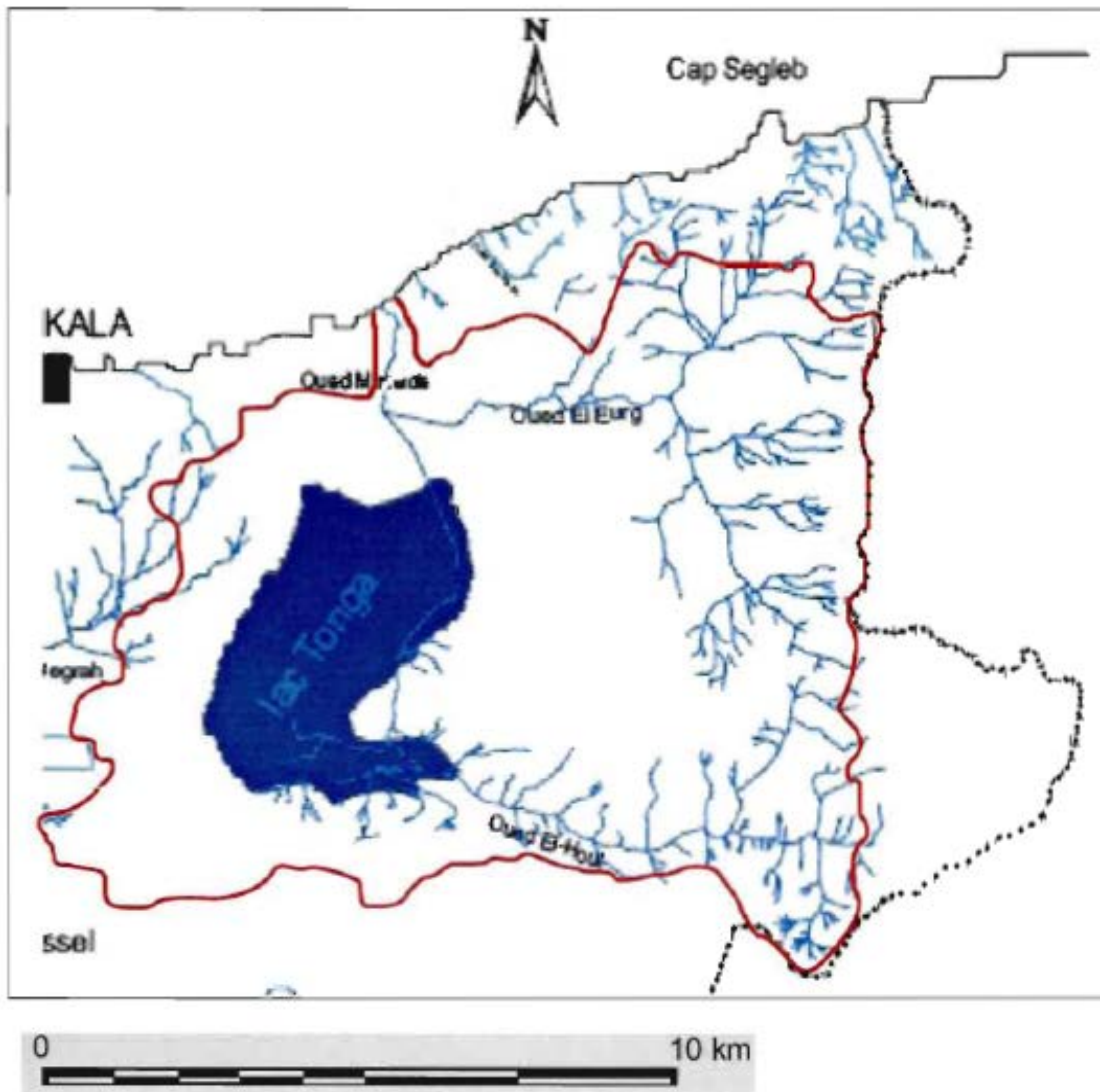 N
Cap Segleb
KALA
Oued El Eurg
lac Tonga
Oued El-Hout
ssel
0 10 km